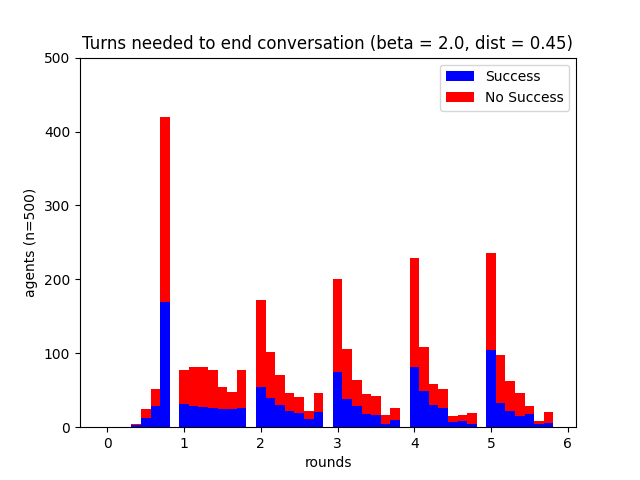 Turns needed to end conversation (beta = 2.0, dist = 0.45)
Success
No Success
500
400
300
200
100
0
agents (n=500)
0 1 2 3 4 5 6
rounds